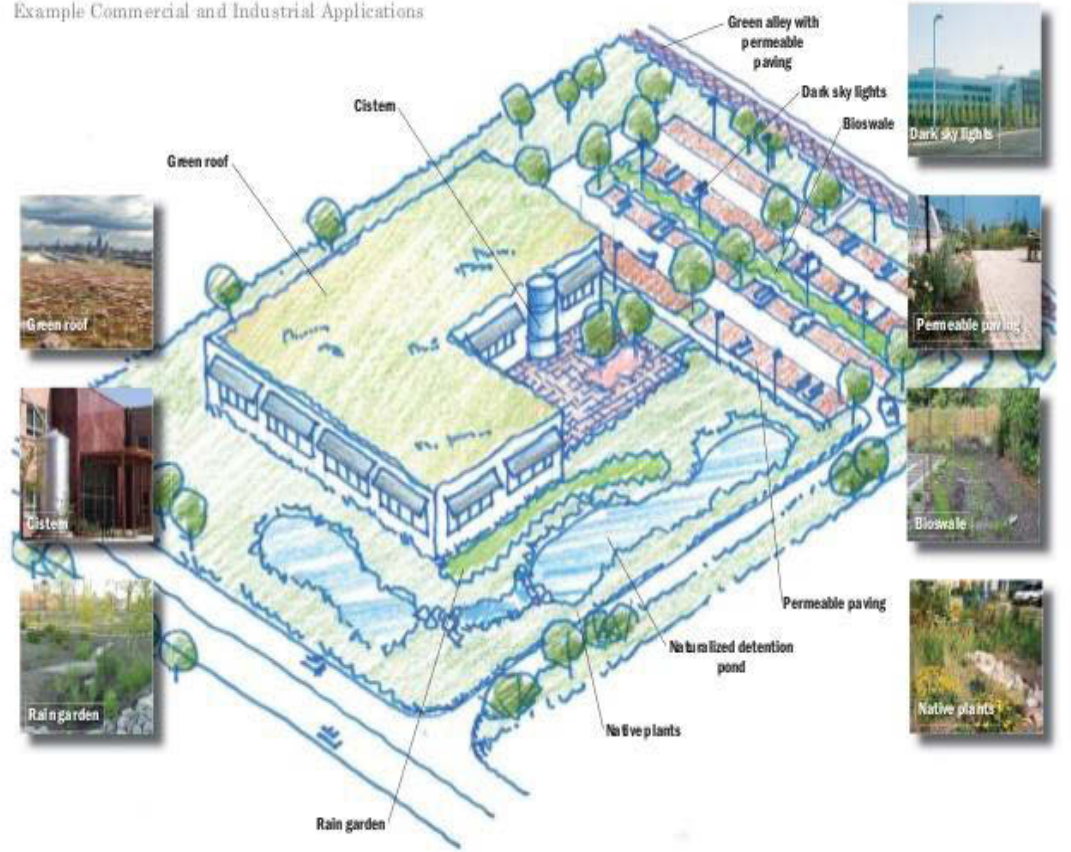 Example Commercial and Industrial Applications
Green alley with
permeable
paving
Dark sky lights
Bioswale
Cistern
Green roof
Dark sky lights
Green roof
Permeable paving
Cistern
Bioswale
Permeable paving
Naturalized detention
pond
Native plants
Rain garden
Native plants
Rain garden